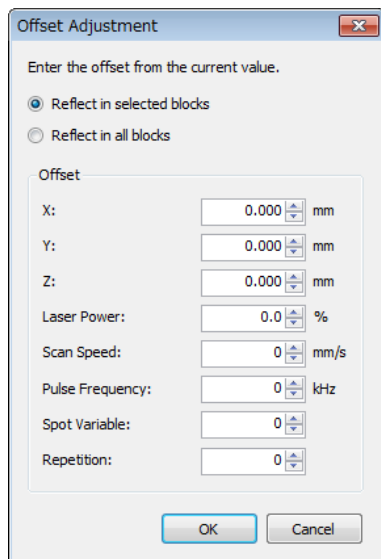 Offset Adjustment
Enter the offset from the current value.
Reflect in selected blocks
Reflect in all blocks
Offset
X: 0.000 mm
Y: 0.000 mm
Z: 0.000 mm
Laser Power: 0.0 %
Scan Speed: 0 mm/s
Pulse Frequency: 0 kHz
Spot Variable: 0
Repetition: 0
OK Cancel